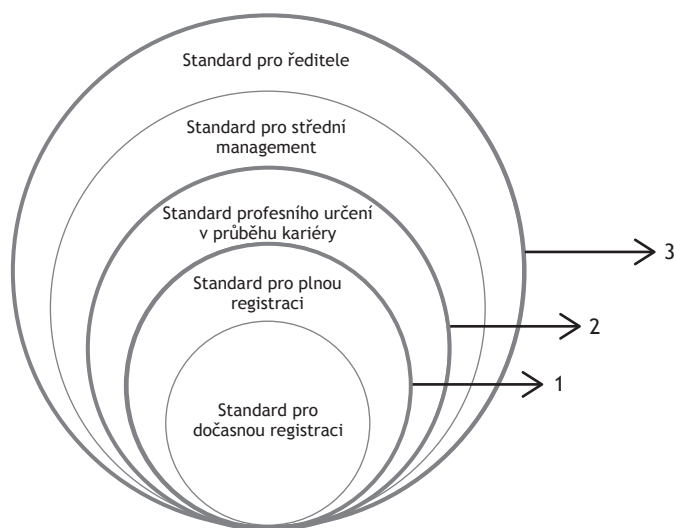 Standard pro ředitele
Standard pro střední
management
Standard profesního určení
v průběhu kariéry
Standard pro plnou
registraci
Standard pro
dočasnou registraci
3
2
1